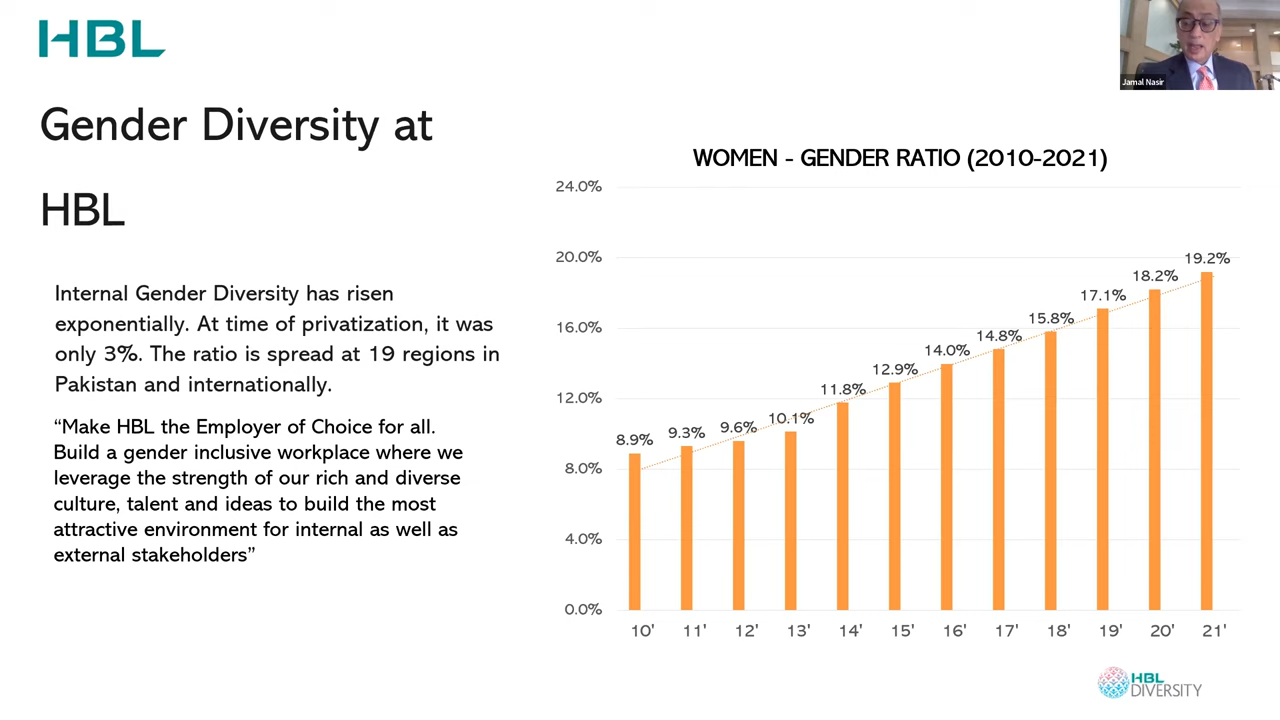 HBL
Jamal Nasir
Gender Diversity at
HBL
Internal Gender Diversity has risen
exponentially. At time of privatization, it was
only 3%. The ratio is spread at 19 regions in
Pakistan and internationally.
“Make HBL the Employer of Choice for all.
Build a gender inclusive workplace where we
leverage the strength of our rich and diverse
culture, talent and ideas to build the most
attractive environment for internal as well as
external stakeholders”
WOMEN - GENDER RATIO (2010-2021)
24.0%
20.0%
16.0%
12.0%
8.0%
4.0%
0.0%
8.9% 9.3% 9.6% 10.1% 11.8% 12.9% 14.0% 14.8% 15.8% 17.1% 18.2% 19.2%
10' 11' 12' 13' 14' 15' 16' 17' 18' 19' 20' 21'
HBL
DIVERSITY